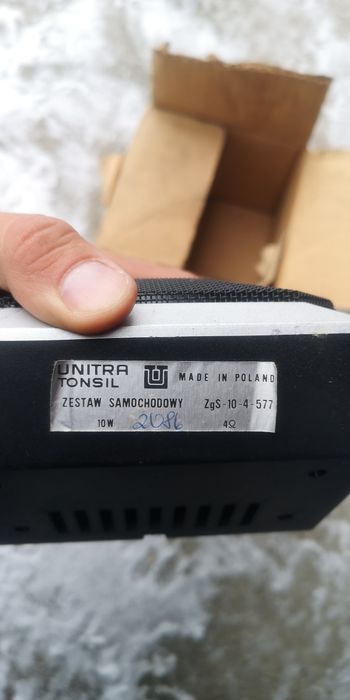 UNITRA
TONSIL
MADE IN POLAND
ZESTAW SAMOCHODOWY ZgS-10-4-577
10W 2086 4Ω